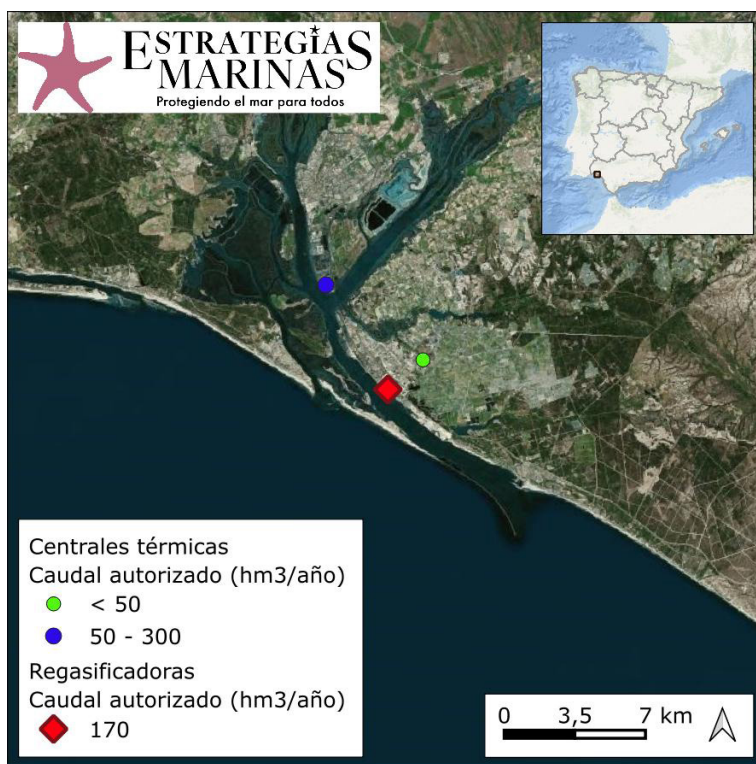 ESTRATEGIAS
MARINAS
Protegiendo el mar para todos
Centrales térmicas
Caudal autorizado (hm3/año)
< 50
50 - 300
Regasificadoras
Caudal autorizado (hm3/año)
170
0 3,5 7 km